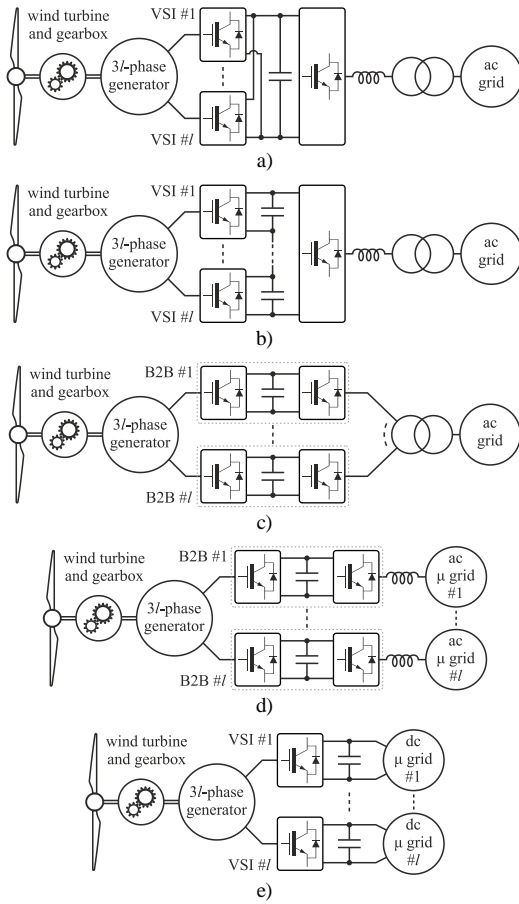 VSI #1
wind turbine
and gearbox
3l-phase
generator
ac
grid
VSI #l
a)
VSI #1
wind turbine
and gearbox
3l-phase
generator
ac
grid
VSI #l
b)
B2B #1
wind turbine
and gearbox
3l-phase
generator
ac
grid
B2B #l
c)
B2B #1
wind turbine
and gearbox
3l-phase
generator
ac
μ grid
#1
ac
μ grid
#l
B2B #l
d)
VSI #1
wind turbine
and gearbox
3l-phase
generator
dc
μ grid
#1
dc
μ grid
#l
VSI #l
e)